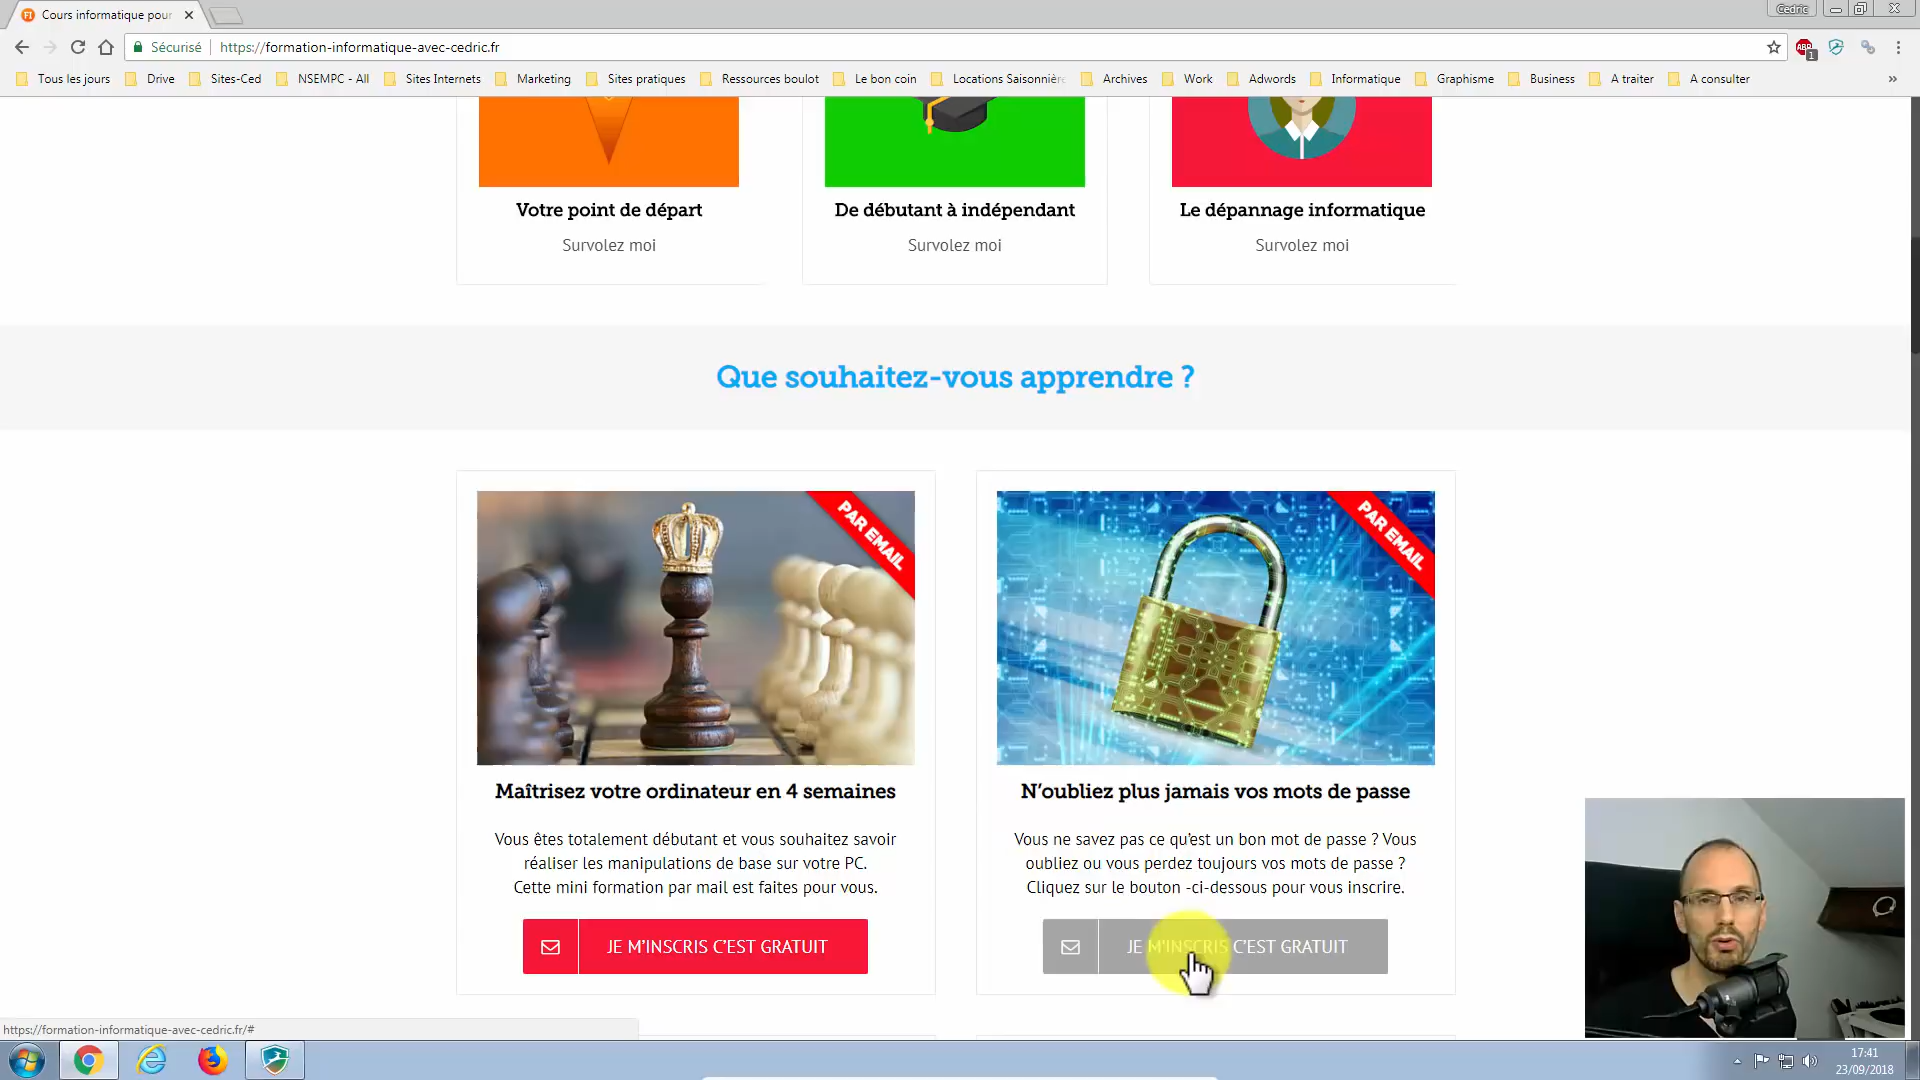 Cours informatique pour
Cedric
Sécurisé
https://formation-informatique-avec-cedric.fr
ABP
1
Tous les jours
Drive
Sites-Ced
NSEMPC - All
Sites Internets
Marketing
Sites pratiques
Ressources boulot
Le bon coin
Locations Saisonnière
Archives
Work
Adwords
Informatique
Graphisme
Business
A traiter
A consulter
»
Votre point de départ
Survolez moi
De débutant à indépendant
Survolez moi
Le dépannage informatique
Survolez moi
Que souhaitez-vous apprendre ?
PAR EMAIL
Maîtrisez votre ordinateur en 4 semaines
Vous êtes totalement débutant et vous souhaitez savoir
réaliser les manipulations de base sur votre PC.
Cette mini formation par mail est faites pour vous.
JE M'INSCRIS C'EST GRATUIT
PAR EMAIL
N'oubliez plus jamais vos mots de passe
Vous ne savez pas ce qu'est un bon mot de passe ? Vous
oubliez ou vous perdez toujours vos mots de passe ?
Cliquez sur le bouton -ci-dessous pour vous inscrire.
JE M'INSCRIS C'EST GRATUIT
https://formation-informatique-avec-cedric.fr/#
17:41
23/09/2018